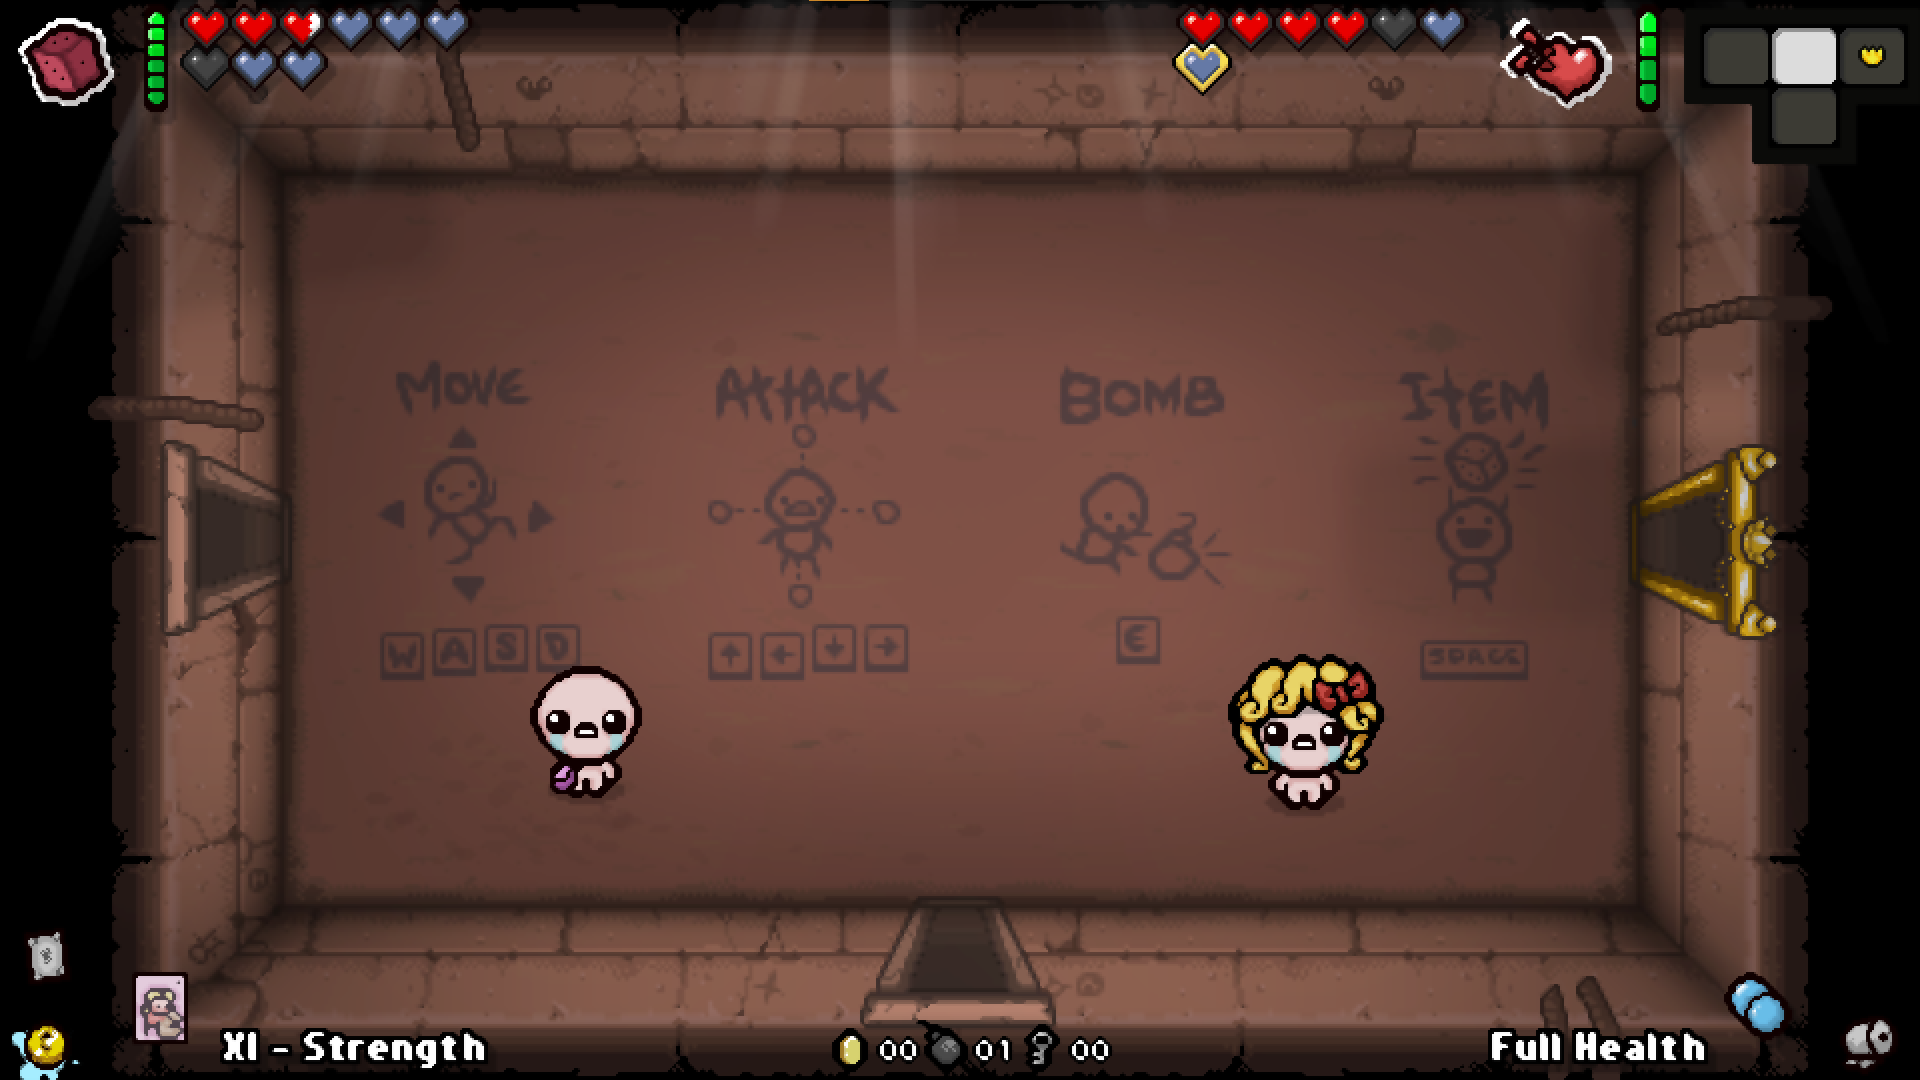 MOVE ATTACK BOMB ITEM
W A S D ↑ ← ↓ → E SPACE
XI - Strength 00 01 00 Full Health